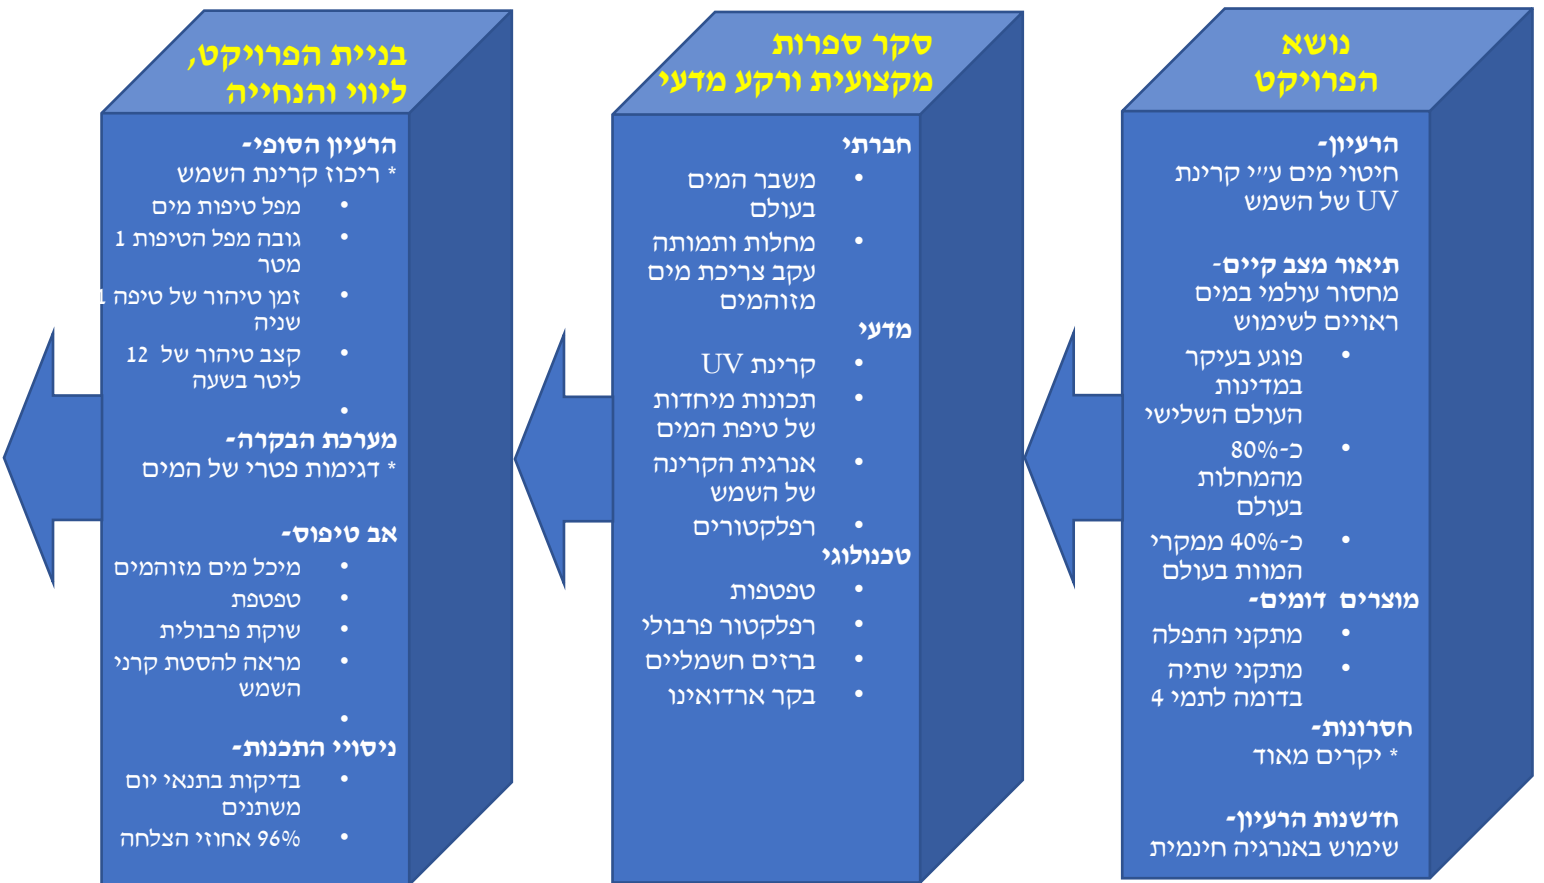 נושא
הפרויקט
הרעיון-
חיטוי מים ע״י קרינת
UV של השמש
תיאור מצב קיים-
מחסור עולמי במים
ראויים לשימוש
• פוגע בעיקר
במדינות
העולם השלישי
• כ-80%
מהמחלות
בעולם
• כ-40% ממקרי
המוות בעולם
מוצרים דומים-
• מתקני התפלה
• מתקני שתיה
בדומה לתמי 4
חסרונות-
* יקרים מאוד
חדשנות הרעיון-
שימוש באנרגיה חינמית
סקר ספרות
מקצועית ורקע מדעי
חברתי
• משבר המים
בעולם
• מחלות ותמותה
עקב צריכת מים
מזוהמים
מדעי
• קרינת UV
• תכונות מיחדות
של טיפת המים
• אנרגית הקרינה
של השמש
• רפלקטורים
טכנולוגי
• טפטפות
• רפלקטור פרבולי
• ברזים חשמליים
• בקר ארדואינו
בניית הפרויקט,
ליווי והנחייה
הרעיון הסופי-
* ריכוז קרינת השמש
• מפל טיפות מים
• גובה מפל הטיפות 1
מטר
• זמן טיהור של טיפה 1
שניה
• קצב טיהור של 12
ליטר בשעה
•
מערכת הבקרה-
* דגימות פטרי של המים
אב טיפוס-
• מיכל מים מזוהמים
• טפטפת
• שוקת פרבולית
• מראה להסטת קרני
השמש
•
ניסויי התכנות-
• בדיקות בתנאי יום
משתנים
• 96% אחוזי הצלחה